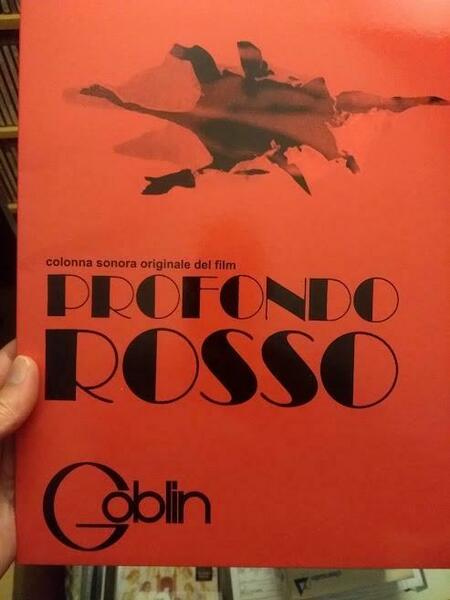 colonna sonora originale del film
PROFONDO
ROSSO
Goblin